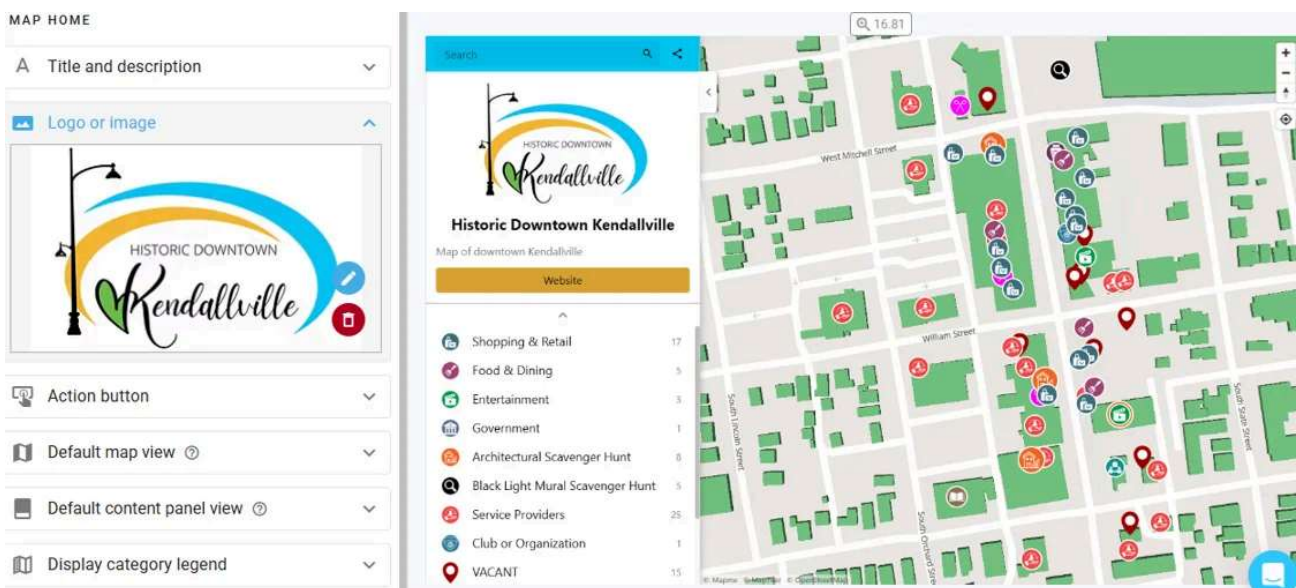 MAP HOME
A Title and description
Logo or image
HISTORIC DOWNTOWN
Kendallville
Action button
Default map view
Default content panel view
Display category legend
16.81
Search
HISTORIC DOWNTOWN
Kendallville
Historic Downtown Kendallville
Map of downtown Kendallville
Website
Shopping & Retail 17
Food & Dining 5
Entertainment 3
Government 1
Architectural Scavenger Hunt 8
Black Light Mural Scavenger Hunt 5
Service Providers 25
Club or Organization 1
VACANT 15
West Mitchell Street
William Street
South Lincoln Street
South Orchard Street
South State Street
© Mapme © MapTiler © OpenStreetMap